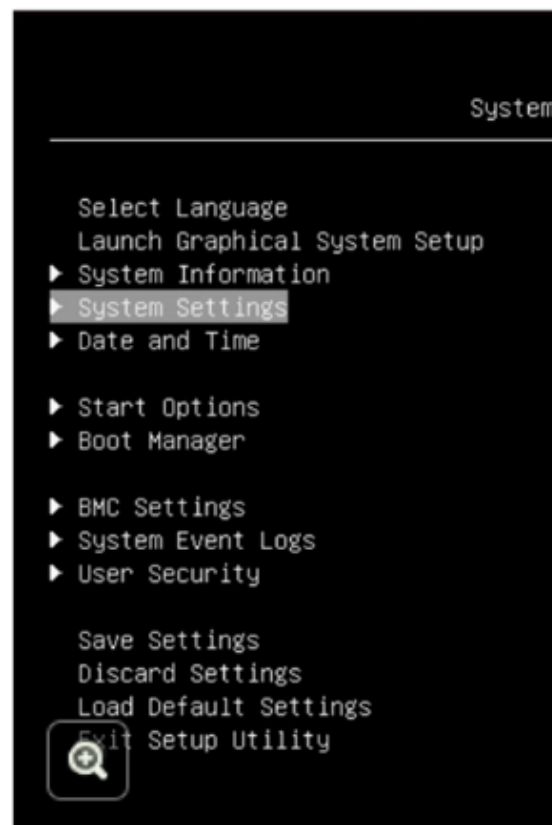 System
Select Language
Launch Graphical System Setup
System Information
System Settings
Date and Time
Start Options
Boot Manager
BMC Settings
System Event Logs
User Security
Save Settings
Discard Settings
Load Default Settings
Exit Setup Utility